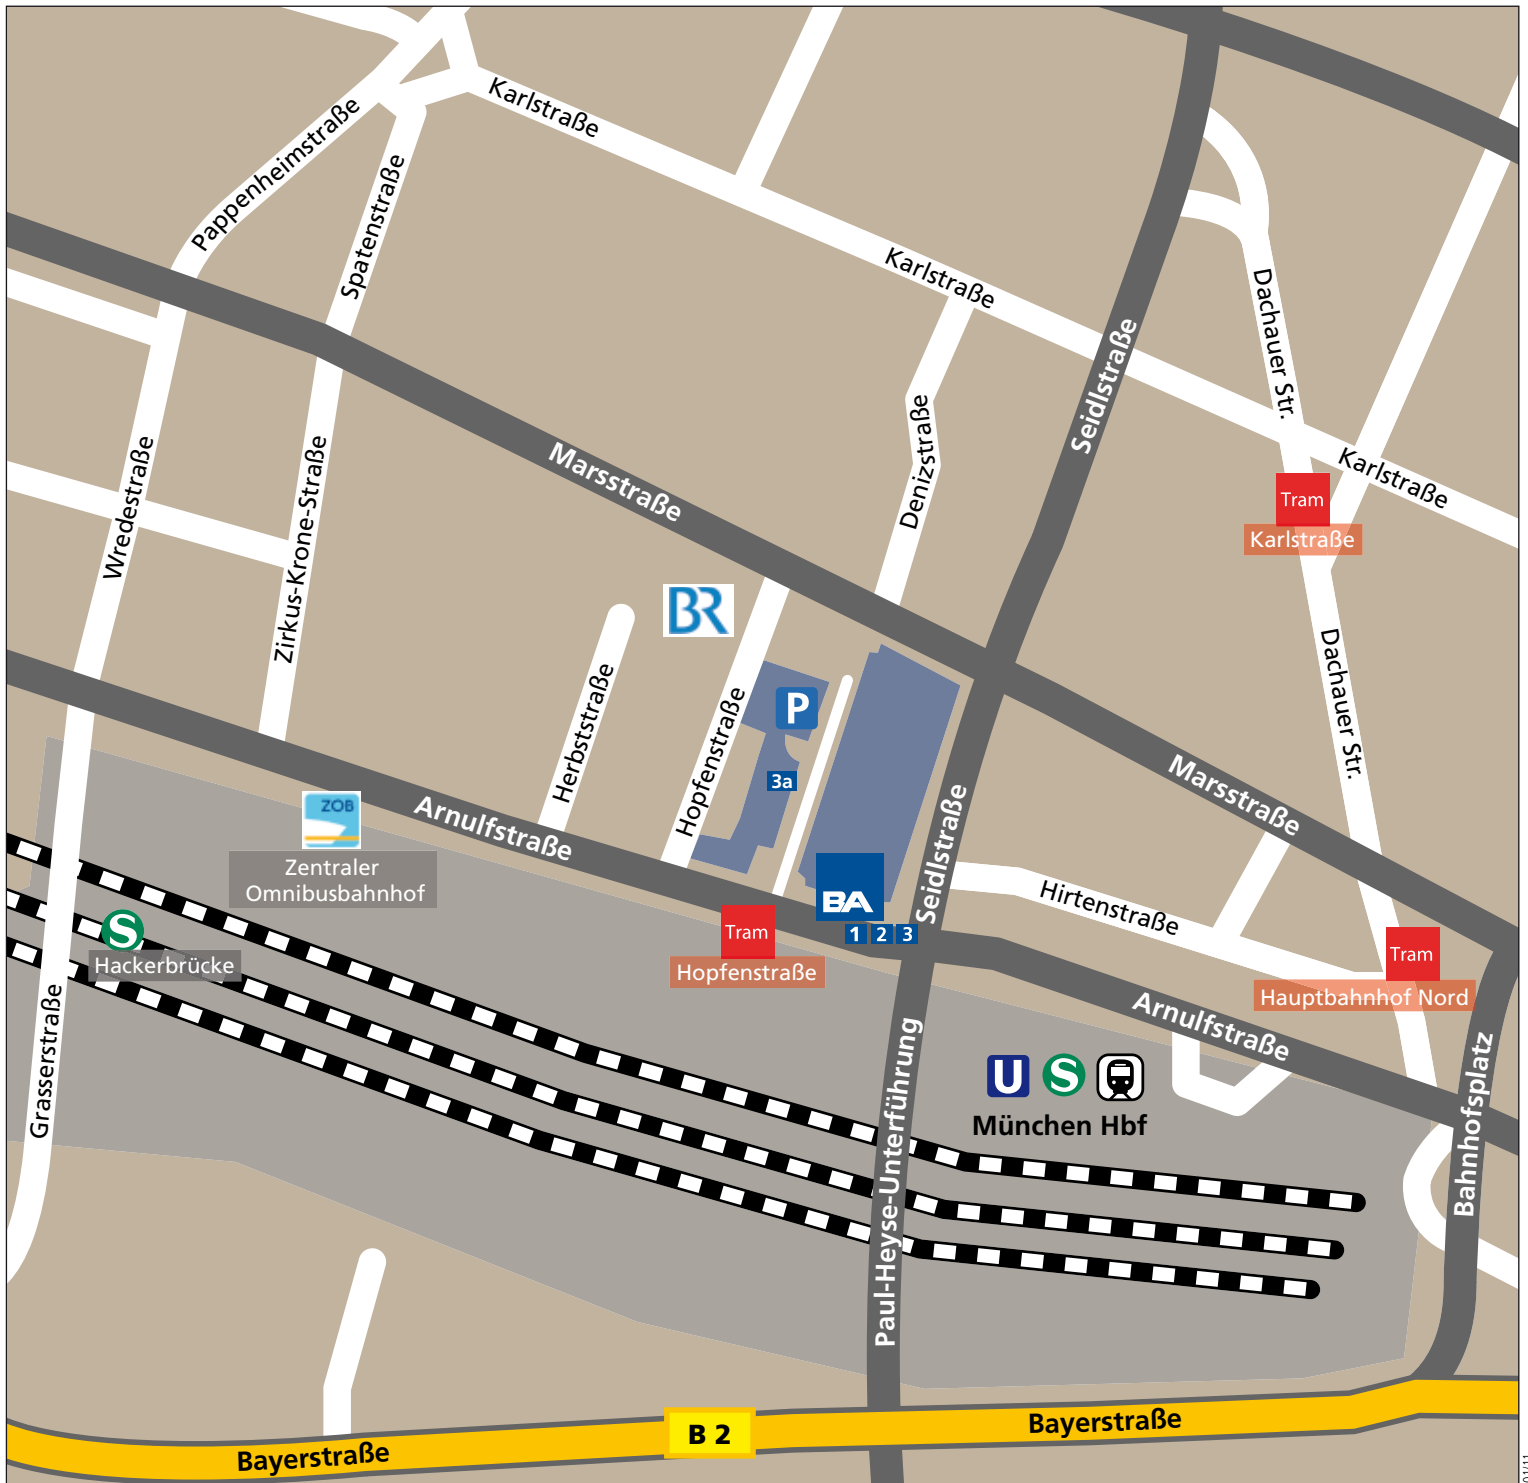 Karlstraße
Pappenheimstraße
Spatenstraße
Karlstraße
Dachauer Str.
Seidlstraße
Denizstraße
Karlstraße
Marsstraße
Tram
Karlstraße
Wredestraße
Zirkus-Krone-Straße
BR
Dachauer Str.
Herbststraße
Hopfenstraße
P
3a
Marsstraße
ZOB
Arnulfstraße
Zentraler
Omnibusbahnhof
Seidlstraße
BA
1 2 3
Hirtenstraße
S
Hackerbrücke
Tram
Hopfenstraße
Tram
Hauptbahnhof Nord
Arnulfstraße
Grasserstraße
U S
München Hbf
Paul-Heyse-Unterführung
Bahnhofsplatz
B 2
Bayerstraße
Bayerstraße
01/11